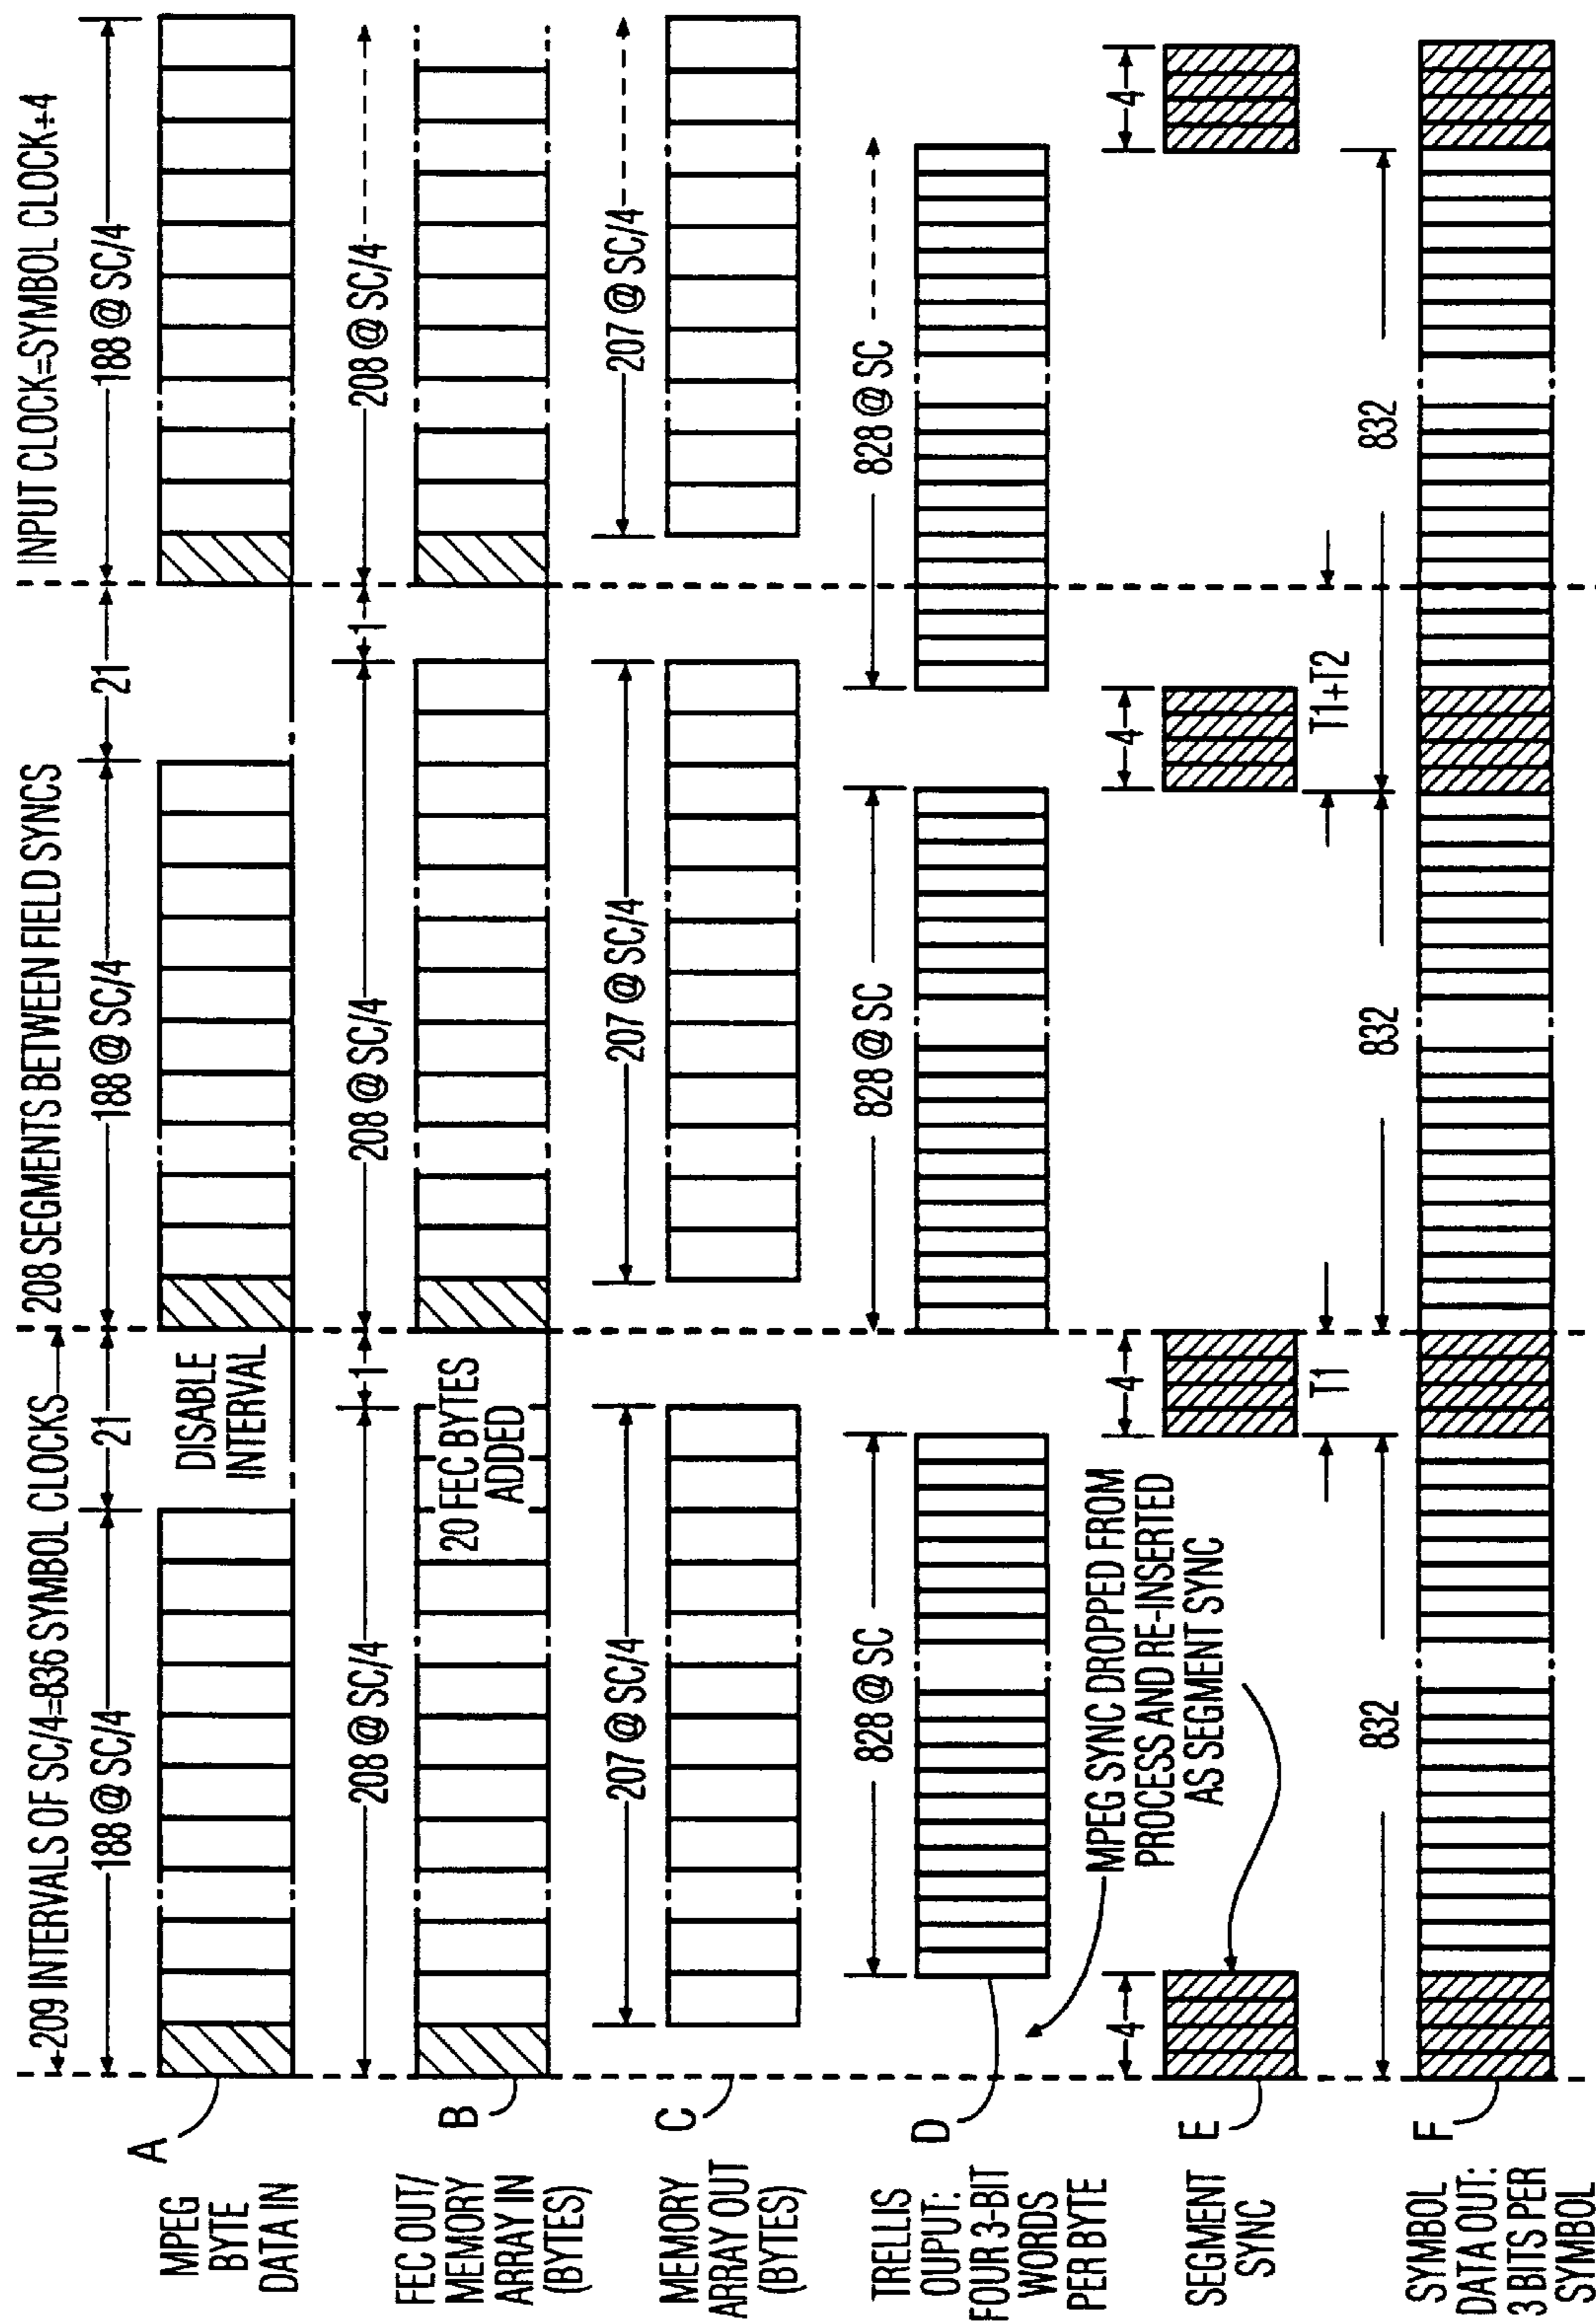 209 INTERVALS OF SC/4=836 SYMBOL CLOCKS
208 SEGMENTS BETWEEN FIELD SYNCS
INPUT CLOCK=SYMBOL CLOCK÷4
188 @ SC/4
21
188 @ SC/4
21
188 @ SC/4
A
MPEG
BYTE
DATA IN
DISABLE
INTERVAL
208 @ SC/4
1
208 @ SC/4
1
208 @ SC/4
B
FEC OUT/
MEMORY
ARRAY IN
(BYTES)
20 FEC BYTES
ADDED
207 @ SC/4
207 @ SC/4
207 @ SC/4
C
MEMORY
ARRAY OUT
(BYTES)
828 @ SC
828 @ SC
828 @ SC
D
TRELLIS
OUPUT:
FOUR 3-BIT
WORDS
PER BYTE
MPEG SYNC DROPPED FROM
PROCESS AND RE-INSERTED
AS SEGMENT SYNC
4
4
4
4
E
SEGMENT
SYNC
T1
T1+T2
832
832
832
F
SYMBOL
DATA OUT:
3 BITS PER
SYMBOL